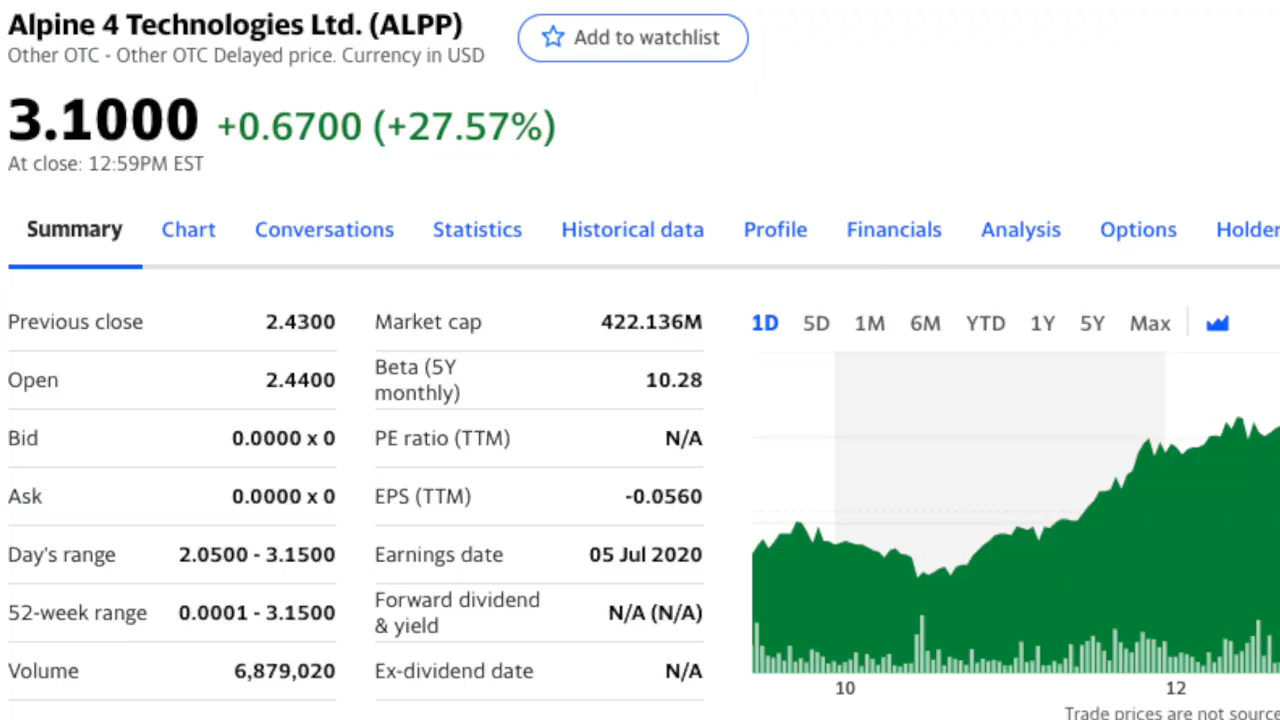 Alpine 4 Technologies Ltd. (ALPP)
Other OTC - Other OTC Delayed price. Currency in USD
Add to watchlist
3.1000 +0.6700 (+27.57%)
At close: 12:59PM EST
Summary Chart Conversations Statistics Historical data Profile Financials Analysis Options Holder
Previous close 2.4300
Open 2.4400
Bid 0.0000 x 0
Ask 0.0000 x 0
Day's range 2.0500 - 3.1500
52-week range 0.0001 - 3.1500
Volume 6,879,020
Market cap 422.136M
Beta (5Y
monthly) 10.28
PE ratio (TTM) N/A
EPS (TTM) -0.0560
Earnings date 05 Jul 2020
Forward dividend
& yield N/A (N/A)
Ex-dividend date N/A
1D 5D 1M 6M YTD 1Y 5Y Max
10 12
Trade prices are not source